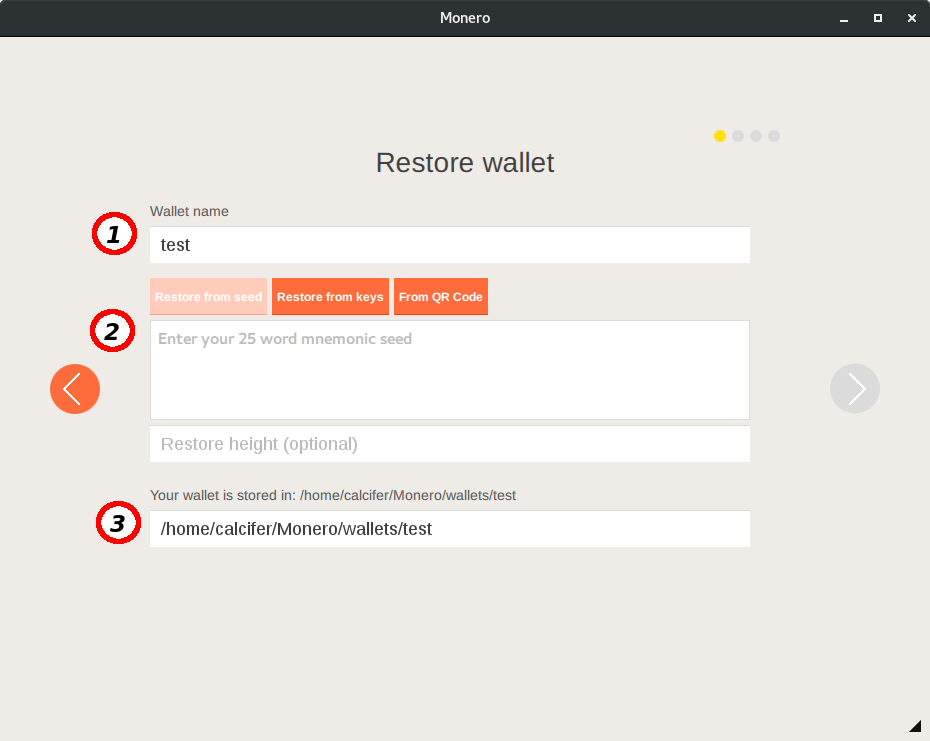 Monero
Restore wallet
Wallet name
1
test
Restore from seed Restore from keys From QR Code
2
Enter your 25 word mnemonic seed
Restore height (optional)
Your wallet is stored in: /home/calcifer/Monero/wallets/test
3
/home/calcifer/Monero/wallets/test